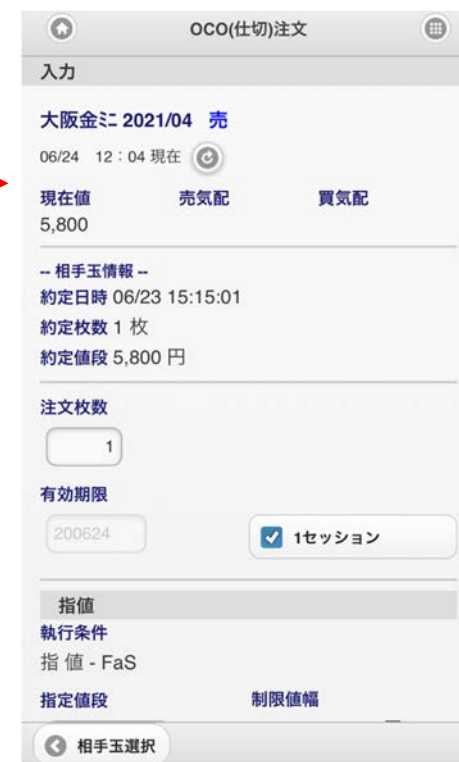 OCO(仕切)注文
入力
大阪金ミニ 2021/04 売
06/24 12:04 現在
現在値 売気配 買気配
5,800
-- 相手玉情報 --
約定日時 06/23 15:15:01
約定枚数 1 枚
約定値段 5,800 円
注文枚数
1
有効期限
200624 1セッション
指値
執行条件
指 値 - FaS
指定値段 制限値幅
相手玉選択